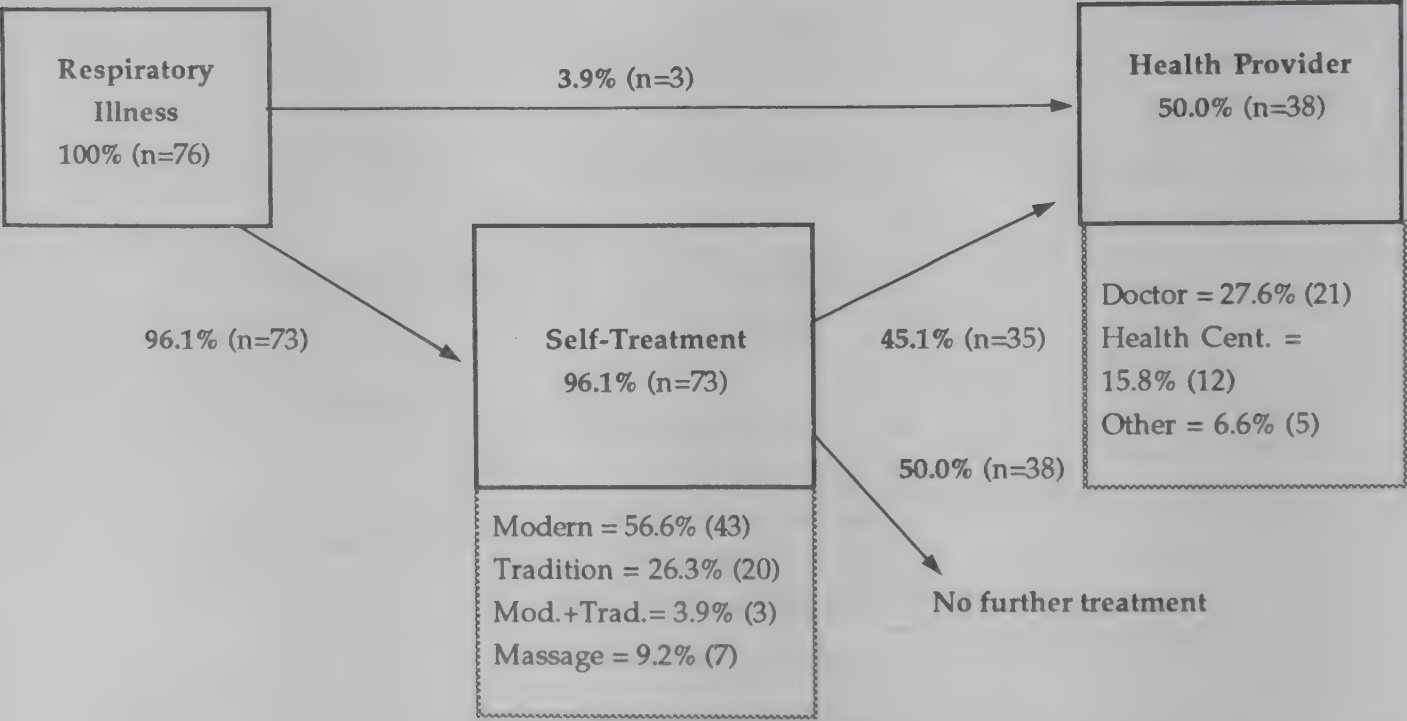 Respiratory
Illness
100% (n=76)
3.9% (n=3)
Health Provider
50.0% (n=38)
96.1% (n=73)
Self-Treatment
96.1% (n=73)
45.1% (n=35)
Doctor = 27.6% (21)
Health Cent. =
15.8% (12)
Other = 6.6% (5)
50.0% (n=38)
Modern = 56.6% (43)
Tradition = 26.3% (20)
Mod.+Trad.= 3.9% (3)
Massage = 9.2% (7)
No further treatment